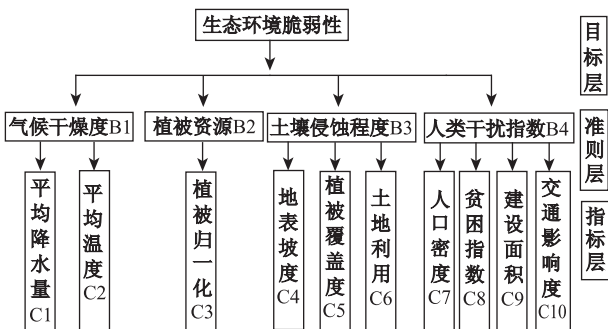 生态环境脆弱性
目标层
气候干燥度B1
植被资源B2
土壤侵蚀程度B3
人类干扰指数B4
准则层
平均降水量C1
平均温度C2
植被归一化C3
地表坡度C4
植被覆盖度C5
土地利用C6
人口密度C7
贫困指数C8
建设面积C9
交通影响度C10
指标层